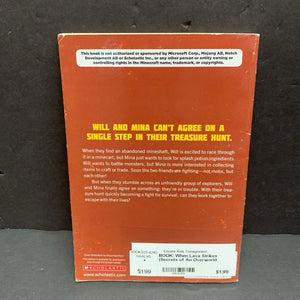 This book is not authorized or sponsored by Microsoft Corp., Mojang AB, Notch
Development AB or Scholastic Inc., or any other person or entity owning or
controlling rights in the Minecraft name, trademark, or copyrights.
WILL AND MINA CAN'T AGREE ON A
SINGLE STEP IN THEIR TREASURE HUNT.
When they find an abandoned mineshaft, Will is excited to race through
it in a minecart, but Mina just wants to look for splash potion ingredients.
Will wants to battle monsters, but Mina is more interested in collecting
items to craft or trade. Soon the two friends are fighting—not mobs, but
each other!
But when they stumble across an unfriendly group of explorers, Will
and Mina finally agree on something: they're in trouble. With their treasure
hunt quickly becoming a fight for survival, can they work together to
escape with their lives?
SCHOLASTIC
www.scholastic.com
$1.99
Encore Kids Consignment
BOOK: When Lava Strikes
(Secrets of An Overworld
$1.99